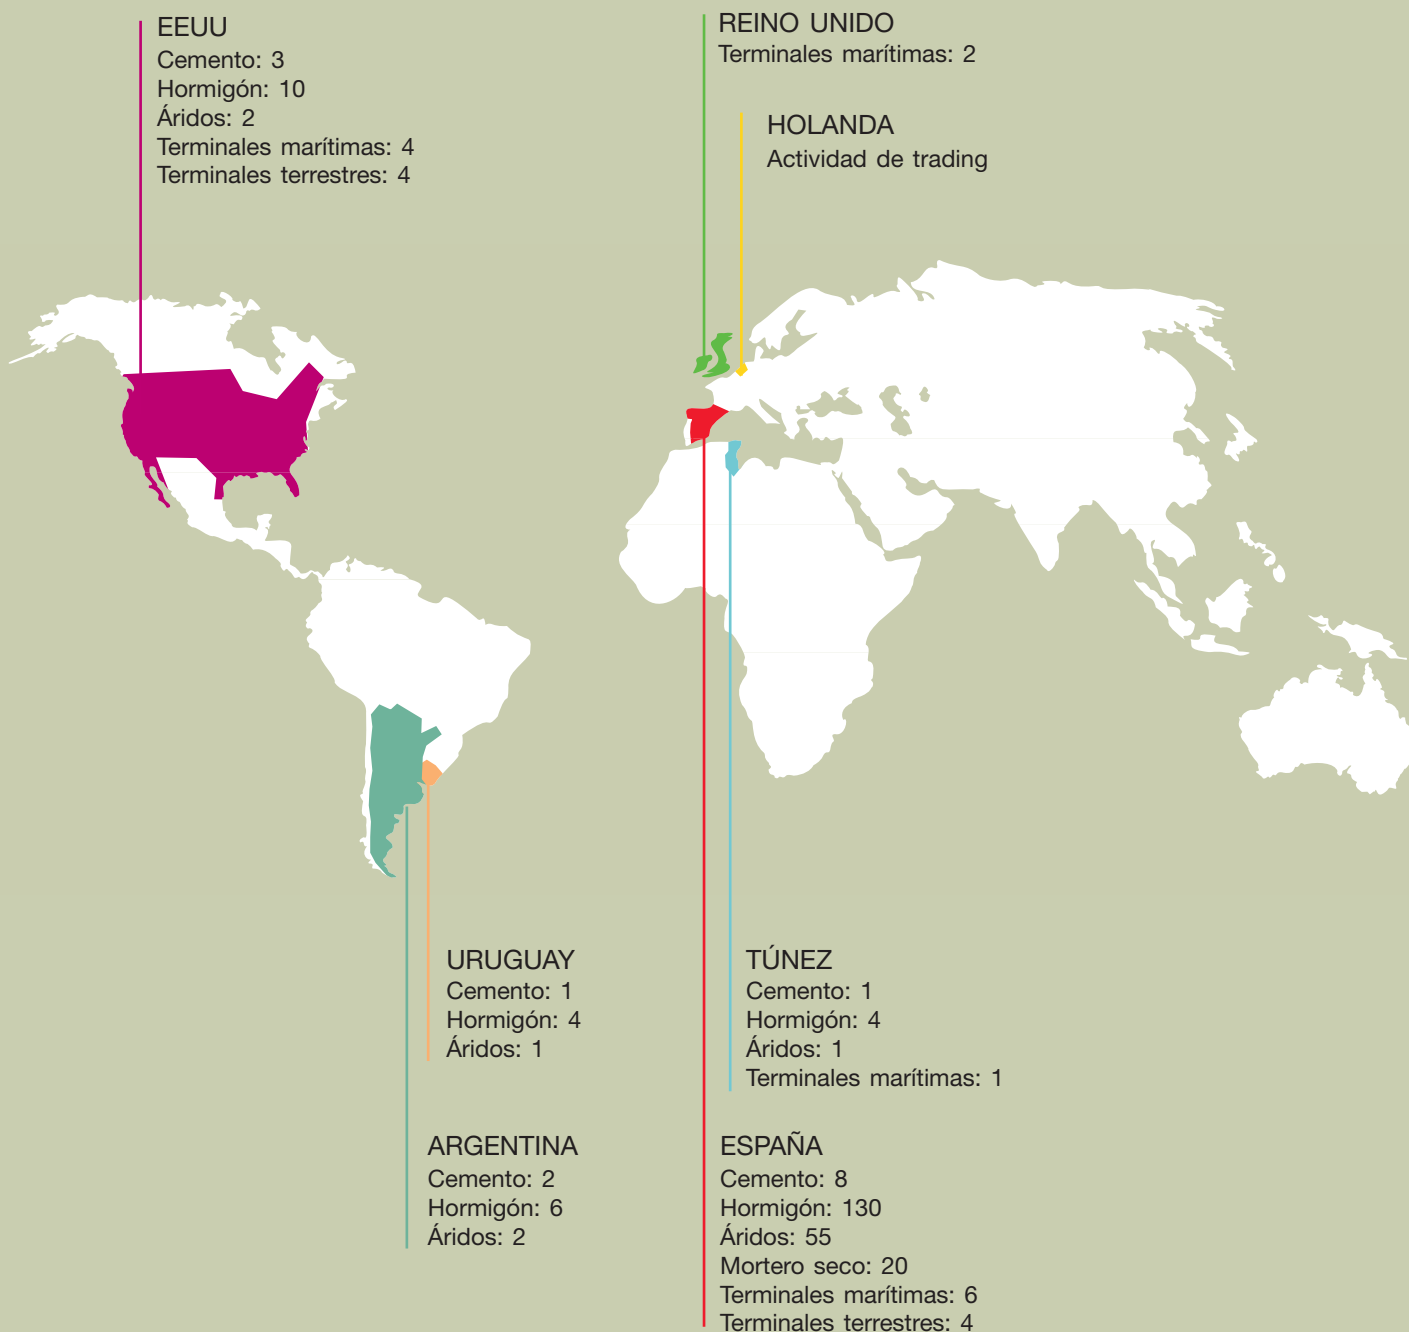 EEUU
Cemento: 3
Hormigón: 10
Áridos: 2
Terminales marítimas: 4
Terminales terrestres: 4
REINO UNIDO
Terminales marítimas: 2
HOLANDA
Actividad de trading
URUGUAY
Cemento: 1
Hormigón: 4
Áridos: 1
TÚNEZ
Cemento: 1
Hormigón: 4
Áridos: 1
Terminales marítimas: 1
ARGENTINA
Cemento: 2
Hormigón: 6
Áridos: 2
ESPAÑA
Cemento: 8
Hormigón: 130
Áridos: 55
Mortero seco: 20
Terminales marítimas: 6
Terminales terrestres: 4